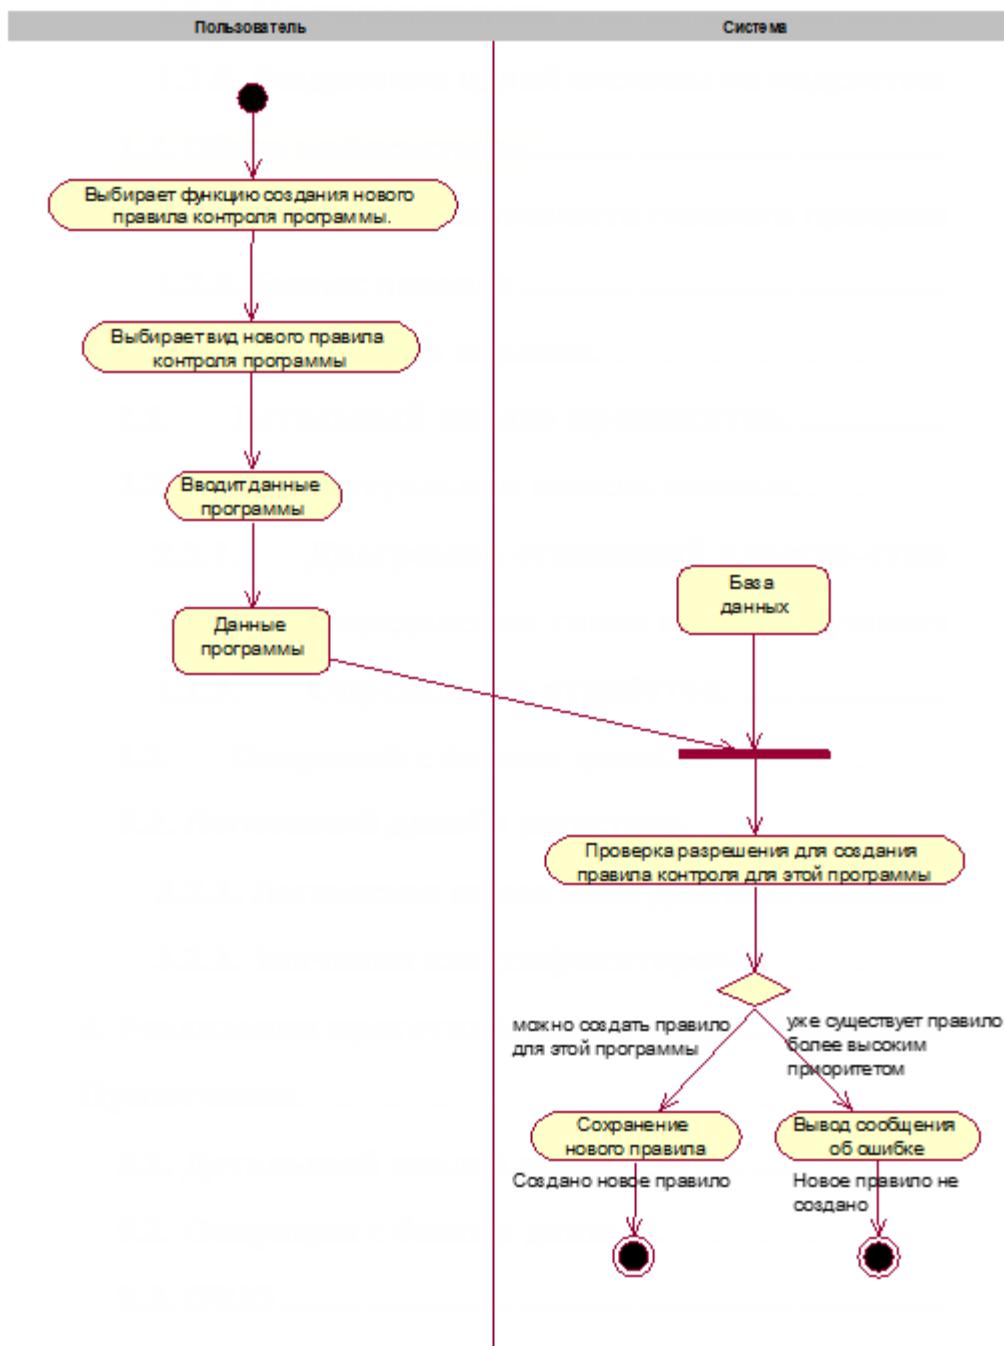 Пользователь
Система
Выбирает функцию создания нового
правила контроля программы.
Выбирает вид нового правила
контроля программы
Вводит данные
программы
Данные
программы
База
данных
Проверка разрешения для создания
правила контроля для этой программы
можно создать правило
для этой программы
уже существует правило
более высоким
приоритетом
Сохранение
нового правила
Вывод сообщения
об ошибке
Создано новое правило
Новое правило не
создано